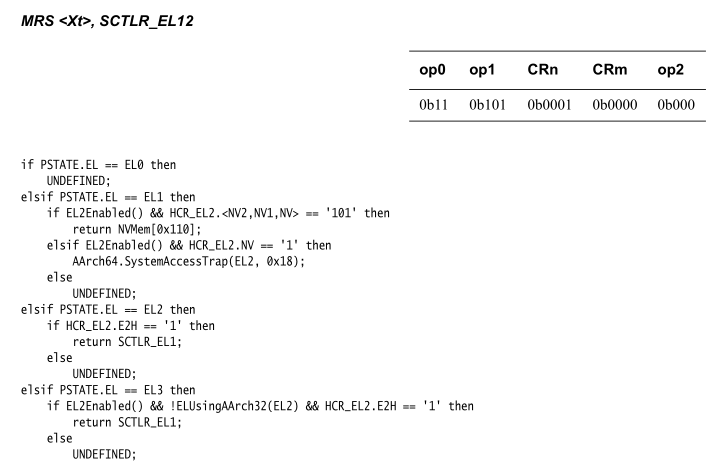 MRS <Xt>, SCTLR_EL12
op0 op1 CRn CRm op2
0b11 0b101 0b0001 0b0000 0b000
if PSTATE.EL == EL0 then
    UNDEFINED;
elsif PSTATE.EL == EL1 then
    if EL2Enabled() && HCR_EL2.<NV2,NV1,NV> == '101' then
        return NVMem[0x110];
    elsif EL2Enabled() && HCR_EL2.NV == '1' then
        AArch64.SystemAccessTrap(EL2, 0x18);
    else
        UNDEFINED;
elsif PSTATE.EL == EL2 then
    if HCR_EL2.E2H == '1' then
        return SCTLR_EL1;
    else
        UNDEFINED;
elsif PSTATE.EL == EL3 then
    if EL2Enabled() && !ELUsingAArch32(EL2) && HCR_EL2.E2H == '1' then
        return SCTLR_EL1;
    else
        UNDEFINED;